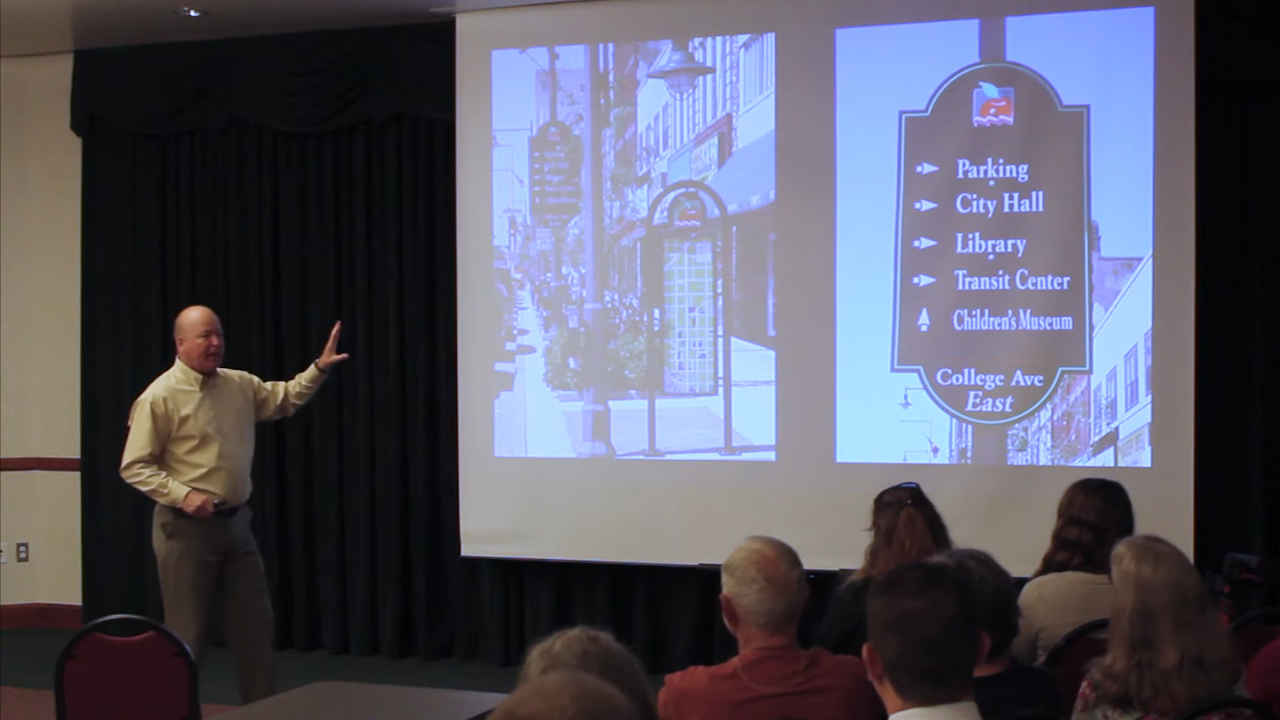 Parking
City Hall
Library
Transit Center
Children's Museum
College Ave
East